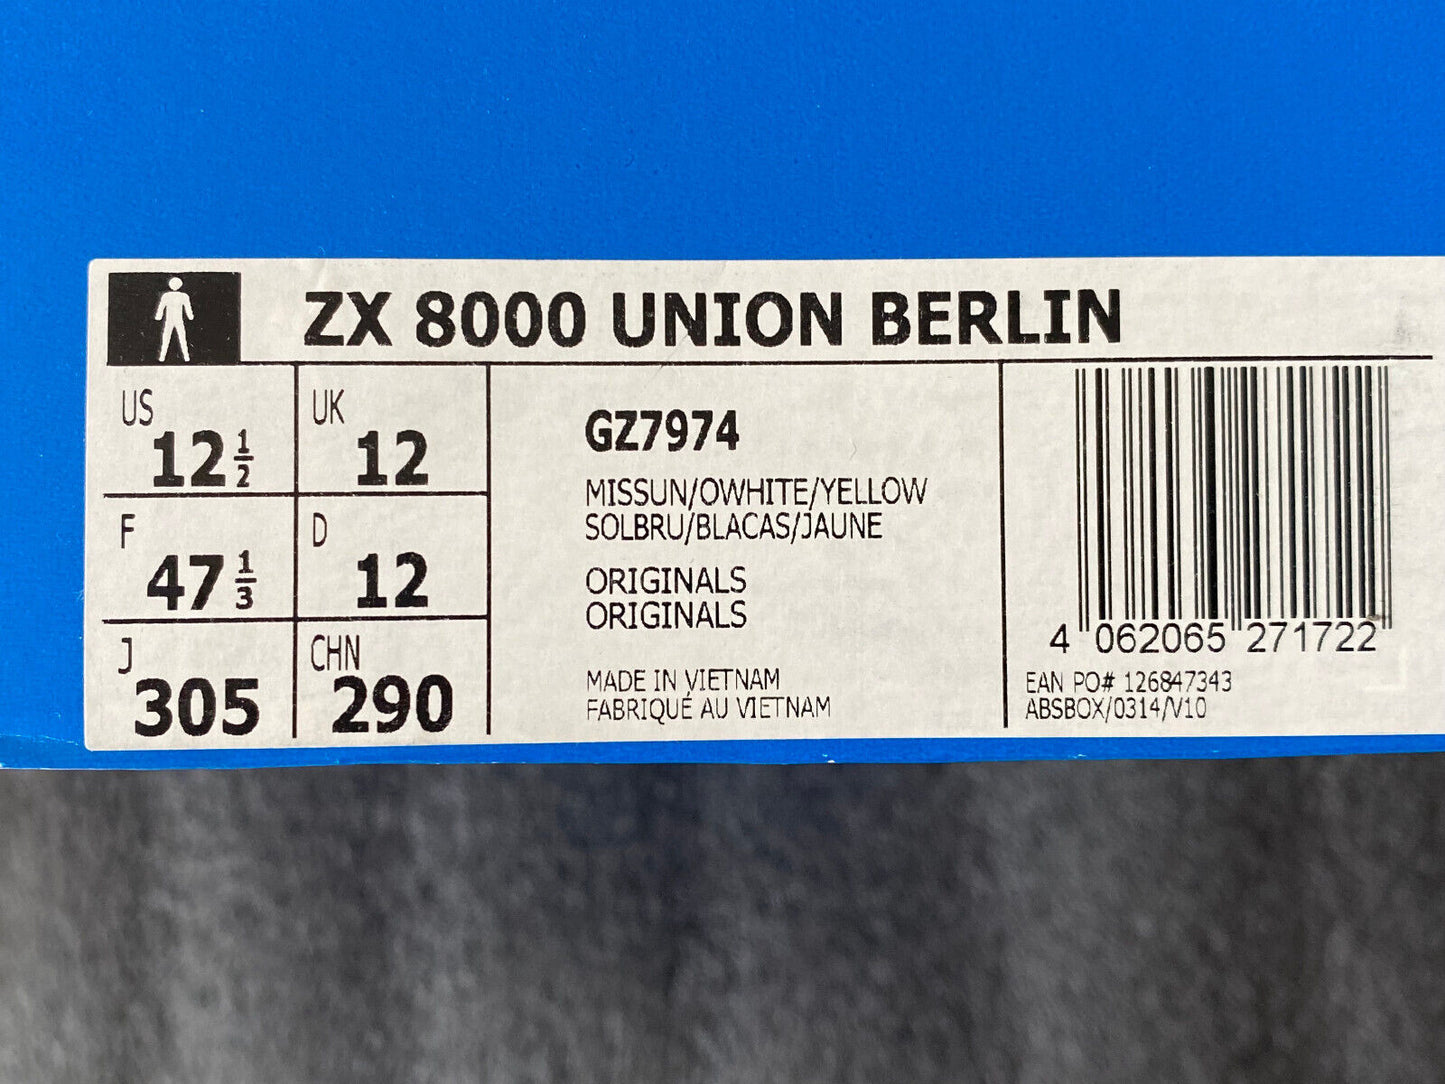 ZX 8000 UNION BERLIN
US
12 1/2
UK
12
F
47 1/3
D
12
J
305
CHN
290
GZ7974
MISSUN/OWHITE/YELLOW
SOLBRU/BLACAS/JAUNE
ORIGINALS
ORIGINALS
MADE IN VIETNAM
FABRIQUÉ AU VIETNAM
4 062065 271722
EAN PO# 126847343
ABSBOX/0314/V10